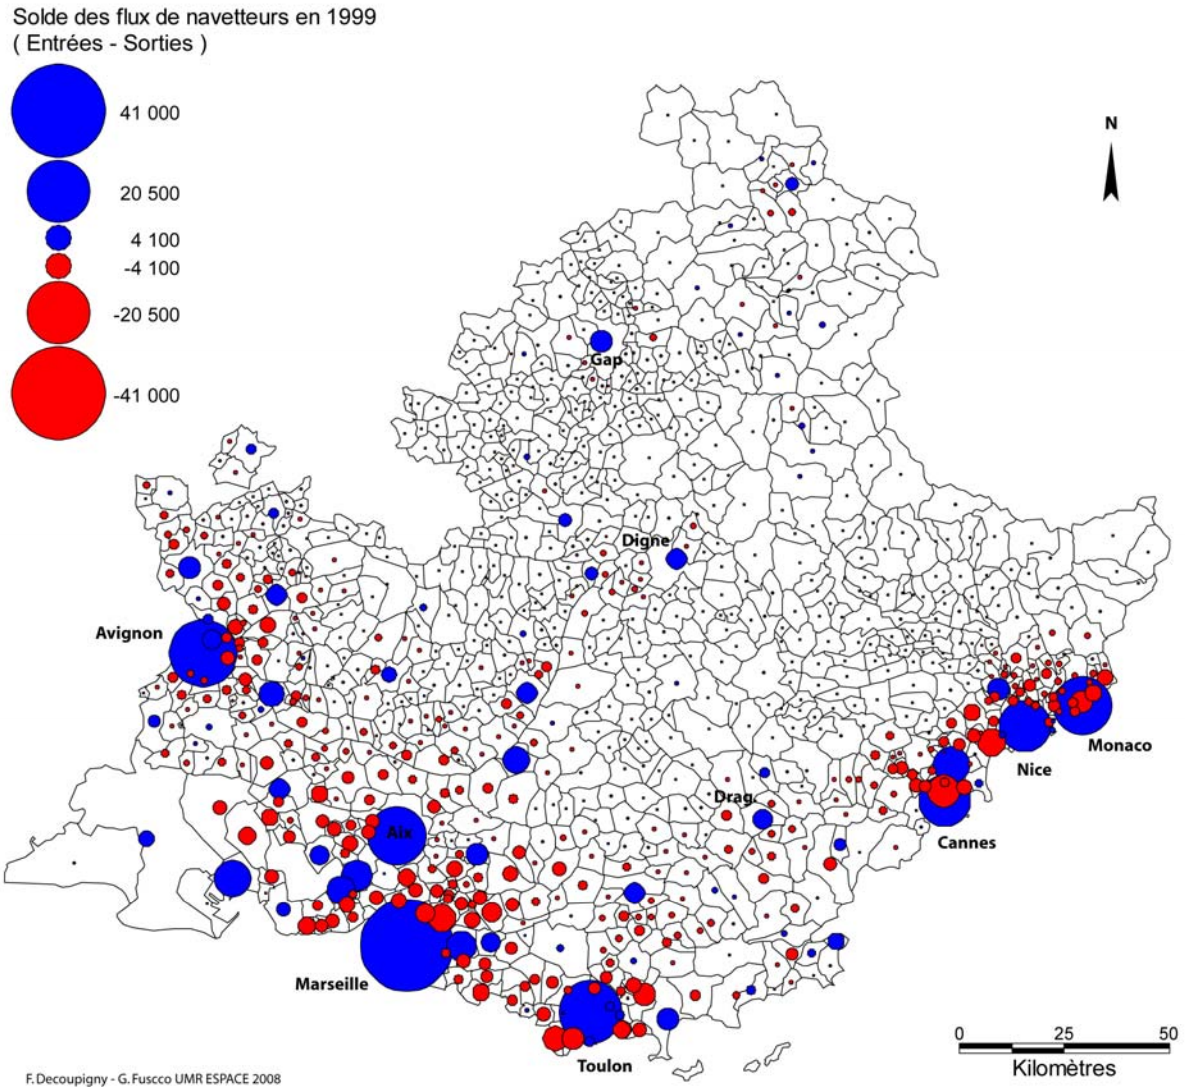 Solde des flux de navetteurs en 1999
( Entrées - Sorties )
41 000
20 500
4 100
-4 100
-20 500
-41 000
N
Gap
Digne
Avignon
Monaco
Nice
Drag.
Aix
Cannes
Marseille
Toulon
0 25 50
Kilomètres
F. Decoupigny - G. Fuscco UMR ESPACE 2008